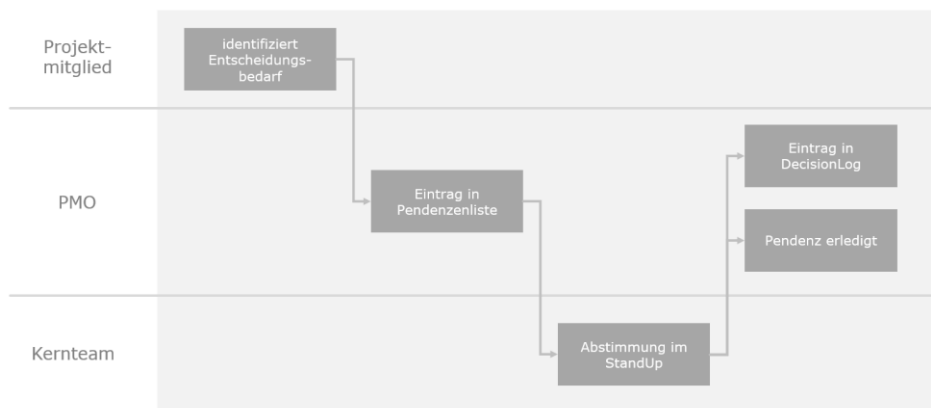 Projekt-
mitglied
identifiziert
Entscheidungs-
bedarf
PMO
Eintrag in
Pendenzenliste
Eintrag in
DecisionLog
Pendenz erledigt
Kernteam
Abstimmung im
StandUp